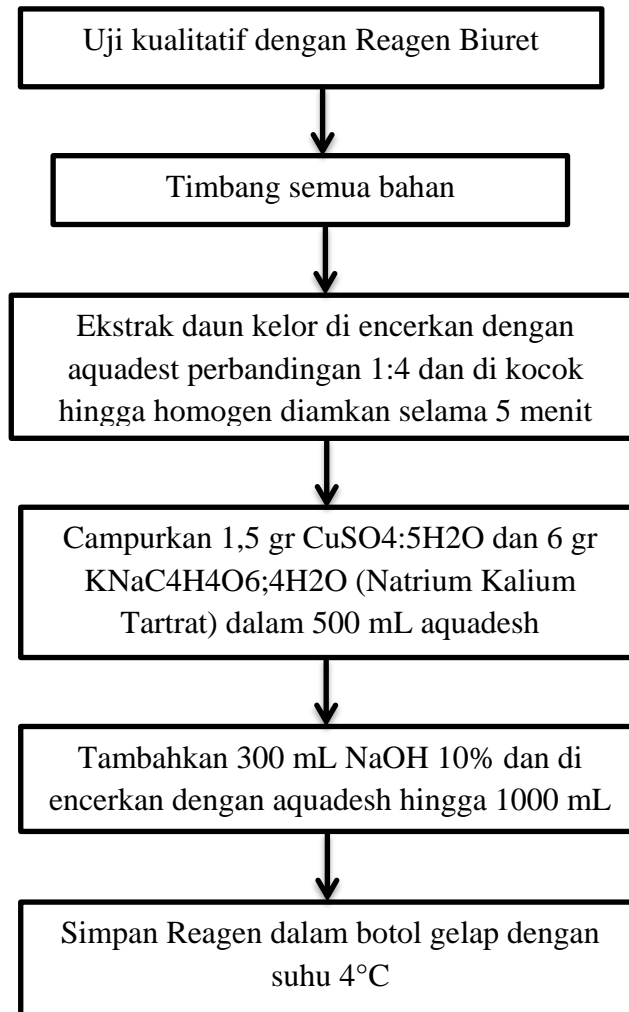 Uji kualitatif dengan Reagen Biuret
Timbang semua bahan
Ekstrak daun kelor di encerkan dengan
aquadest perbandingan 1:4 dan di kocok
hingga homogen diamkan selama 5 menit
Campurkan 1,5 gr CuSO4:5H2O dan 6 gr
KNaC4H4O6;4H2O (Natrium Kalium
Tartrat) dalam 500 mL aquadesh
Tambahkan 300 mL NaOH 10% dan di
encerkan dengan aquadesh hingga 1000 mL
Simpan Reagen dalam botol gelap dengan
suhu 4°C